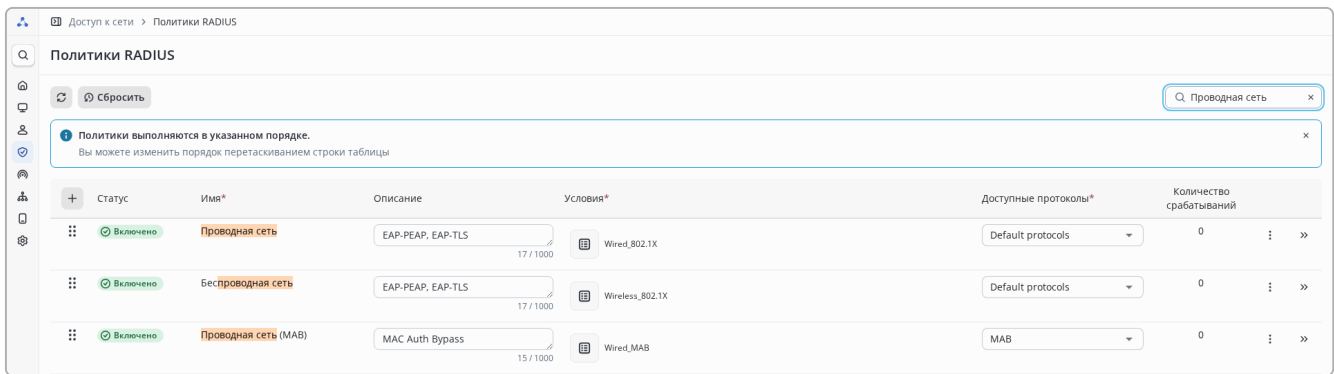 Доступ к сети > Политики RADIUS
Политики RADIUS
Сбросить
Проводная сеть
Политики выполняются в указанном порядке.
Вы можете изменить порядок перетаскиванием строки таблицы
Статус Имя* Описание Условия* Доступные протоколы* Количество срабатываний
Включено Проводная сеть EAP-PEAP, EAP-TLS Wired_802.1X Default protocols 0
17 / 1000
Включено Беспроводная сеть EAP-PEAP, EAP-TLS Wireless_802.1X Default protocols 0
17 / 1000
Включено Проводная сеть (MAB) MAC Auth Bypass Wired_MAB MAB 0
15 / 1000